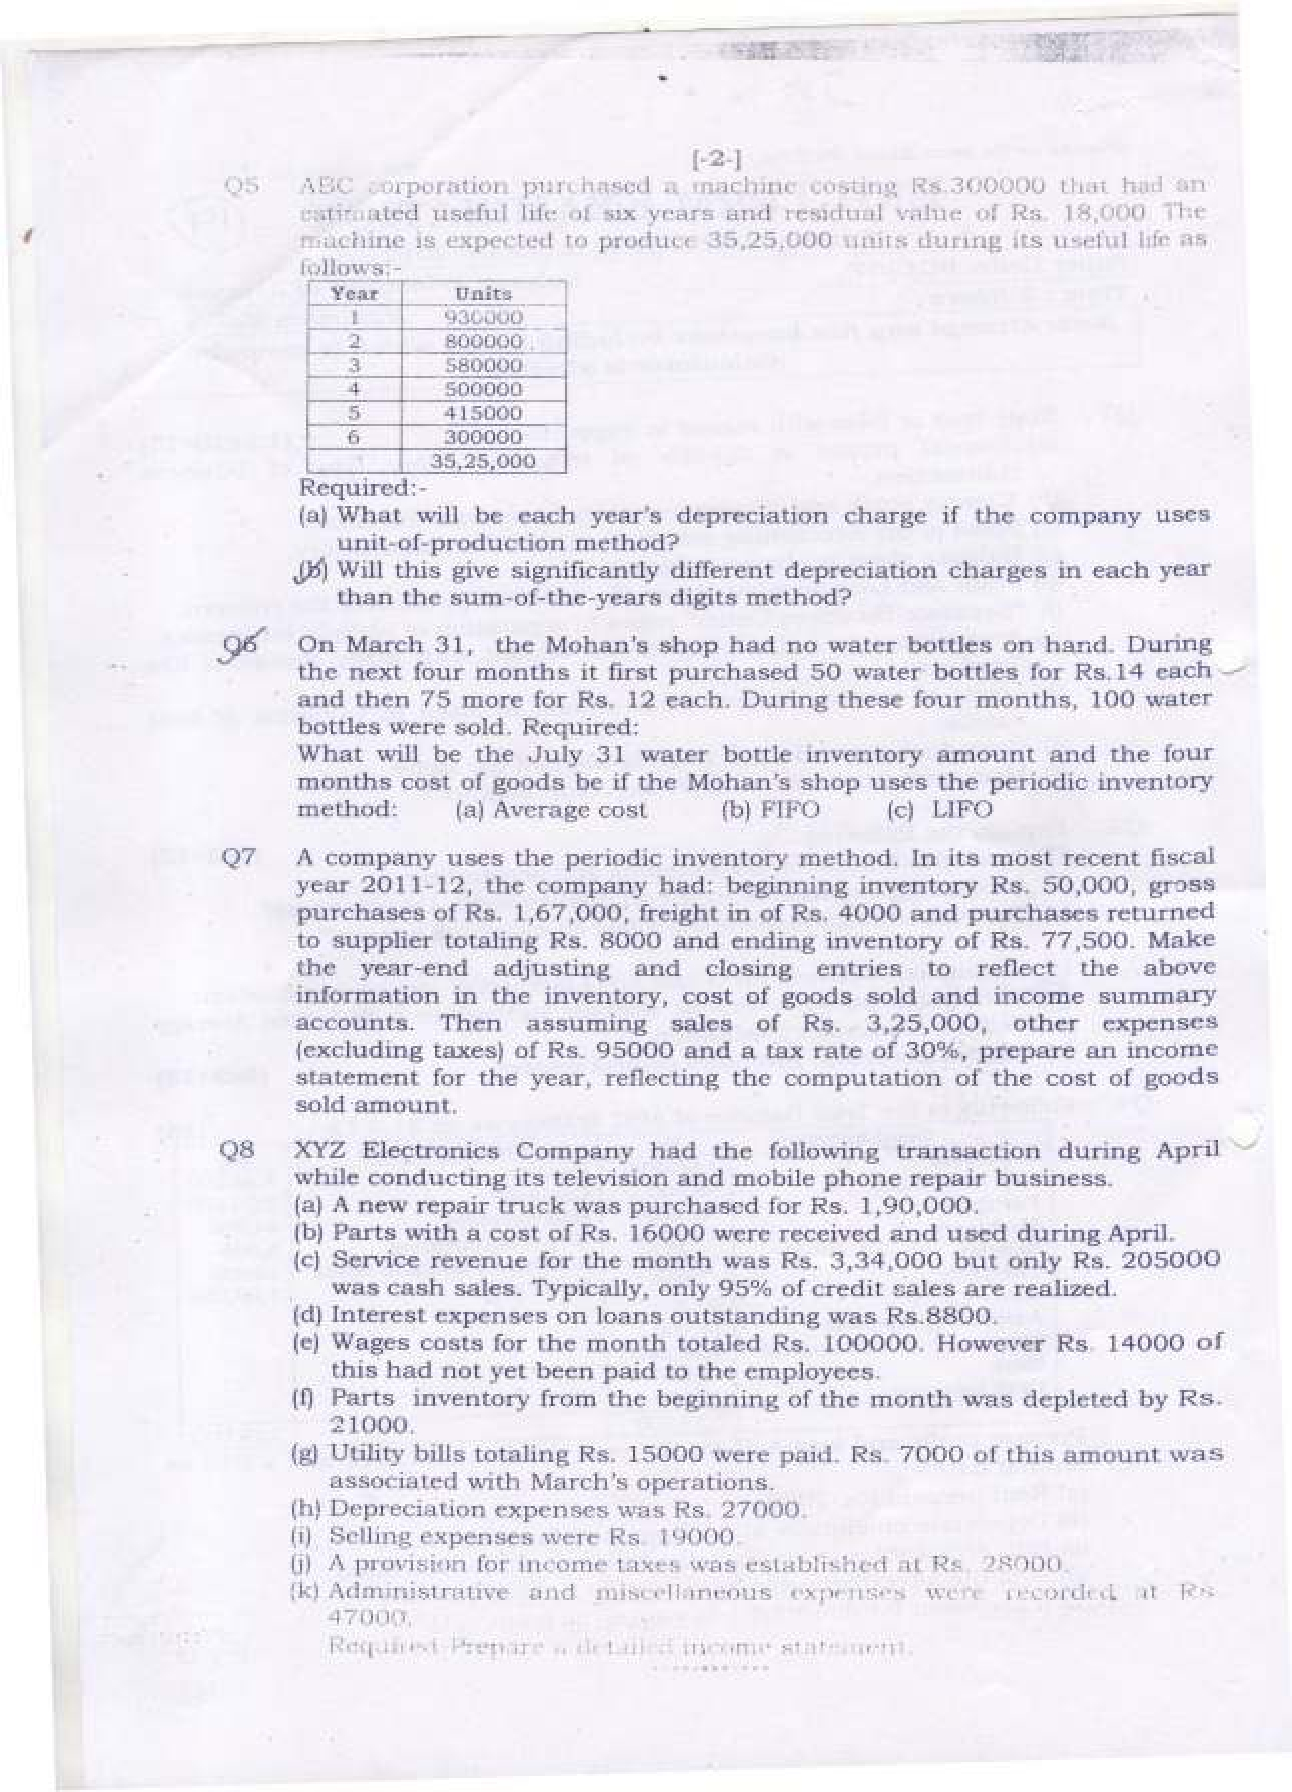 [-2-]
Q5 ABC corporation purchased a machine costing Rs.300000 that had an
estimated useful life of six years and residual value of Rs. 18,000 The
machine is expected to produce 35,25,000 units during its useful life as
follows:-
Year Units
1 930000
2 800000
3 580000
4 500000
5 415000
6 300000
35,25,000
Required:-
(a) What will be each year's depreciation charge if the company uses
unit-of-production method?
(b) Will this give significantly different depreciation charges in each year
than the sum-of-the-years digits method?
Q6 On March 31, the Mohan's shop had no water bottles on hand. During
the next four months it first purchased 50 water bottles for Rs.14 each
and then 75 more for Rs. 12 each. During these four months, 100 water
bottles were sold. Required:
What will be the July 31 water bottle inventory amount and the four
months cost of goods be if the Mohan's shop uses the periodic inventory
method: (a) Average cost (b) FIFO (c) LIFO
Q7 A company uses the periodic inventory method. In its most recent fiscal
year 2011-12, the company had: beginning inventory Rs. 50,000, gross
purchases of Rs. 1,67,000, freight in of Rs. 4000 and purchases returned
to supplier totaling Rs. 8000 and ending inventory of Rs. 77,500. Make
the year-end adjusting and closing entries to reflect the above
information in the inventory, cost of goods sold and income summary
accounts. Then assuming sales of Rs. 3,25,000, other expenses
(excluding taxes) of Rs. 95000 and a tax rate of 30%, prepare an income
statement for the year, reflecting the computation of the cost of goods
sold amount.
Q8 XYZ Electronics Company had the following transaction during April
while conducting its television and mobile phone repair business.
(a) A new repair truck was purchased for Rs. 1,90,000.
(b) Parts with a cost of Rs. 16000 were received and used during April.
(c) Service revenue for the month was Rs. 3,34,000 but only Rs. 205000
was cash sales. Typically, only 95% of credit sales are realized.
(d) Interest expenses on loans outstanding was Rs.8800.
(e) Wages costs for the month totaled Rs. 100000. However Rs. 14000 of
this had not yet been paid to the employees.
(f) Parts inventory from the beginning of the month was depleted by Rs.
21000.
(g) Utility bills totaling Rs. 15000 were paid. Rs. 7000 of this amount was
associated with March's operations.
(h) Depreciation expenses was Rs. 27000.
(i) Selling expenses were Rs. 19000.
(j) A provision for income taxes was established at Rs. 28000.
(k) Administrative and miscellaneous expenses were recorded at Rs
47000.
Required Prepare a detailed income statement.